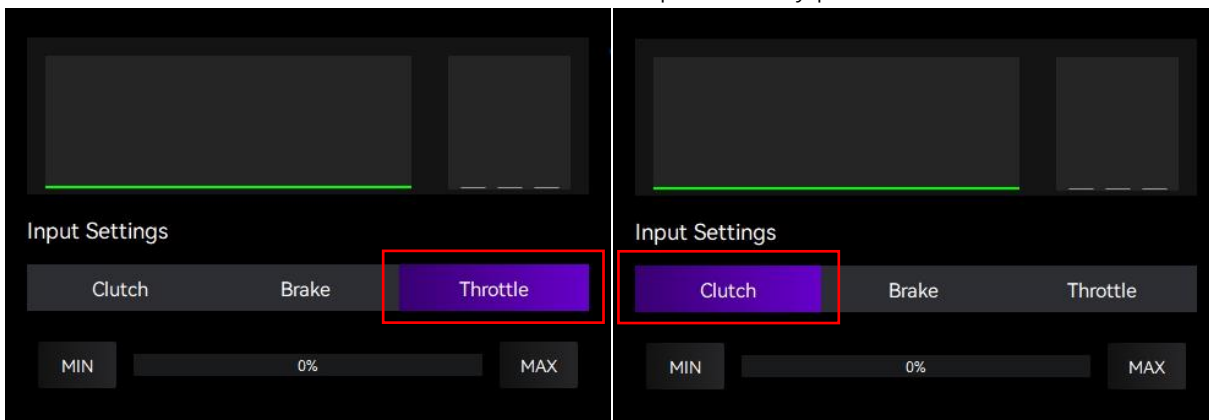 Input Settings
Clutch Brake Throttle
MIN 0% MAX
Input Settings
Clutch Brake Throttle
MIN 0% MAX